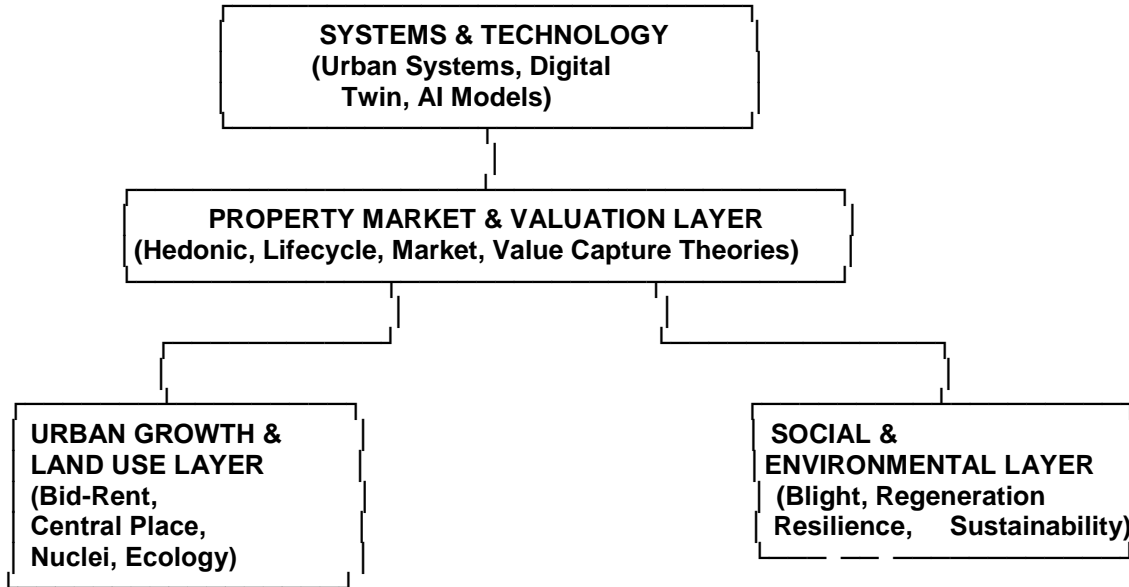 SYSTEMS & TECHNOLOGY
(Urban Systems, Digital
Twin, AI Models)
PROPERTY MARKET & VALUATION LAYER
(Hedonic, Lifecycle, Market, Value Capture Theories)
URBAN GROWTH &
LAND USE LAYER
(Bid-Rent,
Central Place,
Nuclei, Ecology)
SOCIAL &
ENVIRONMENTAL LAYER
(Blight, Regeneration
Resilience, Sustainability)